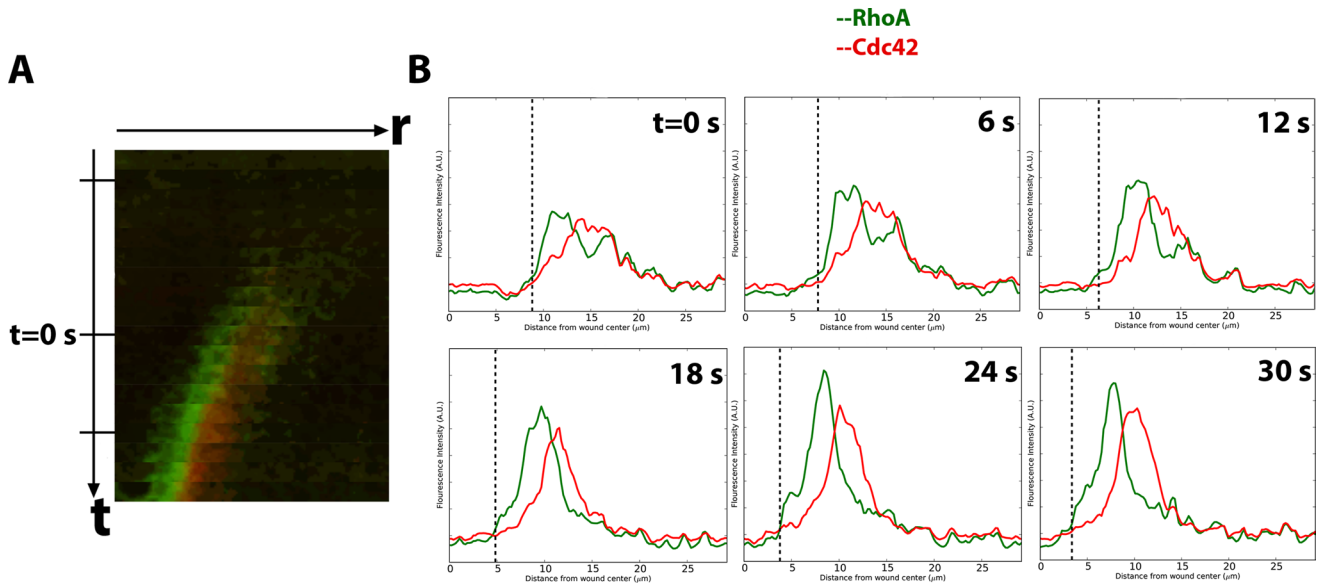 --RhoA
--Cdc42
A
B
r
t=0 s
t
t=0 s
Flourescence Intensity (A.U.)
0 5 10 15 20 25
Distance from wound center (μm)
6 s
Flourescence Intensity (A.U.)
0 5 10 15 20 25
Distance from wound center (μm)
12 s
Flourescence Intensity (A.U.)
0 5 10 15 20 25
Distance from wound center (μm)
18 s
Flourescence Intensity (A.U.)
0 5 10 15 20 25
Distance from wound center (μm)
24 s
Flourescence Intensity (A.U.)
0 5 10 15 20 25
Distance from wound center (μm)
30 s
Flourescence Intensity (A.U.)
0 5 10 15 20 25
Distance from wound center (μm)